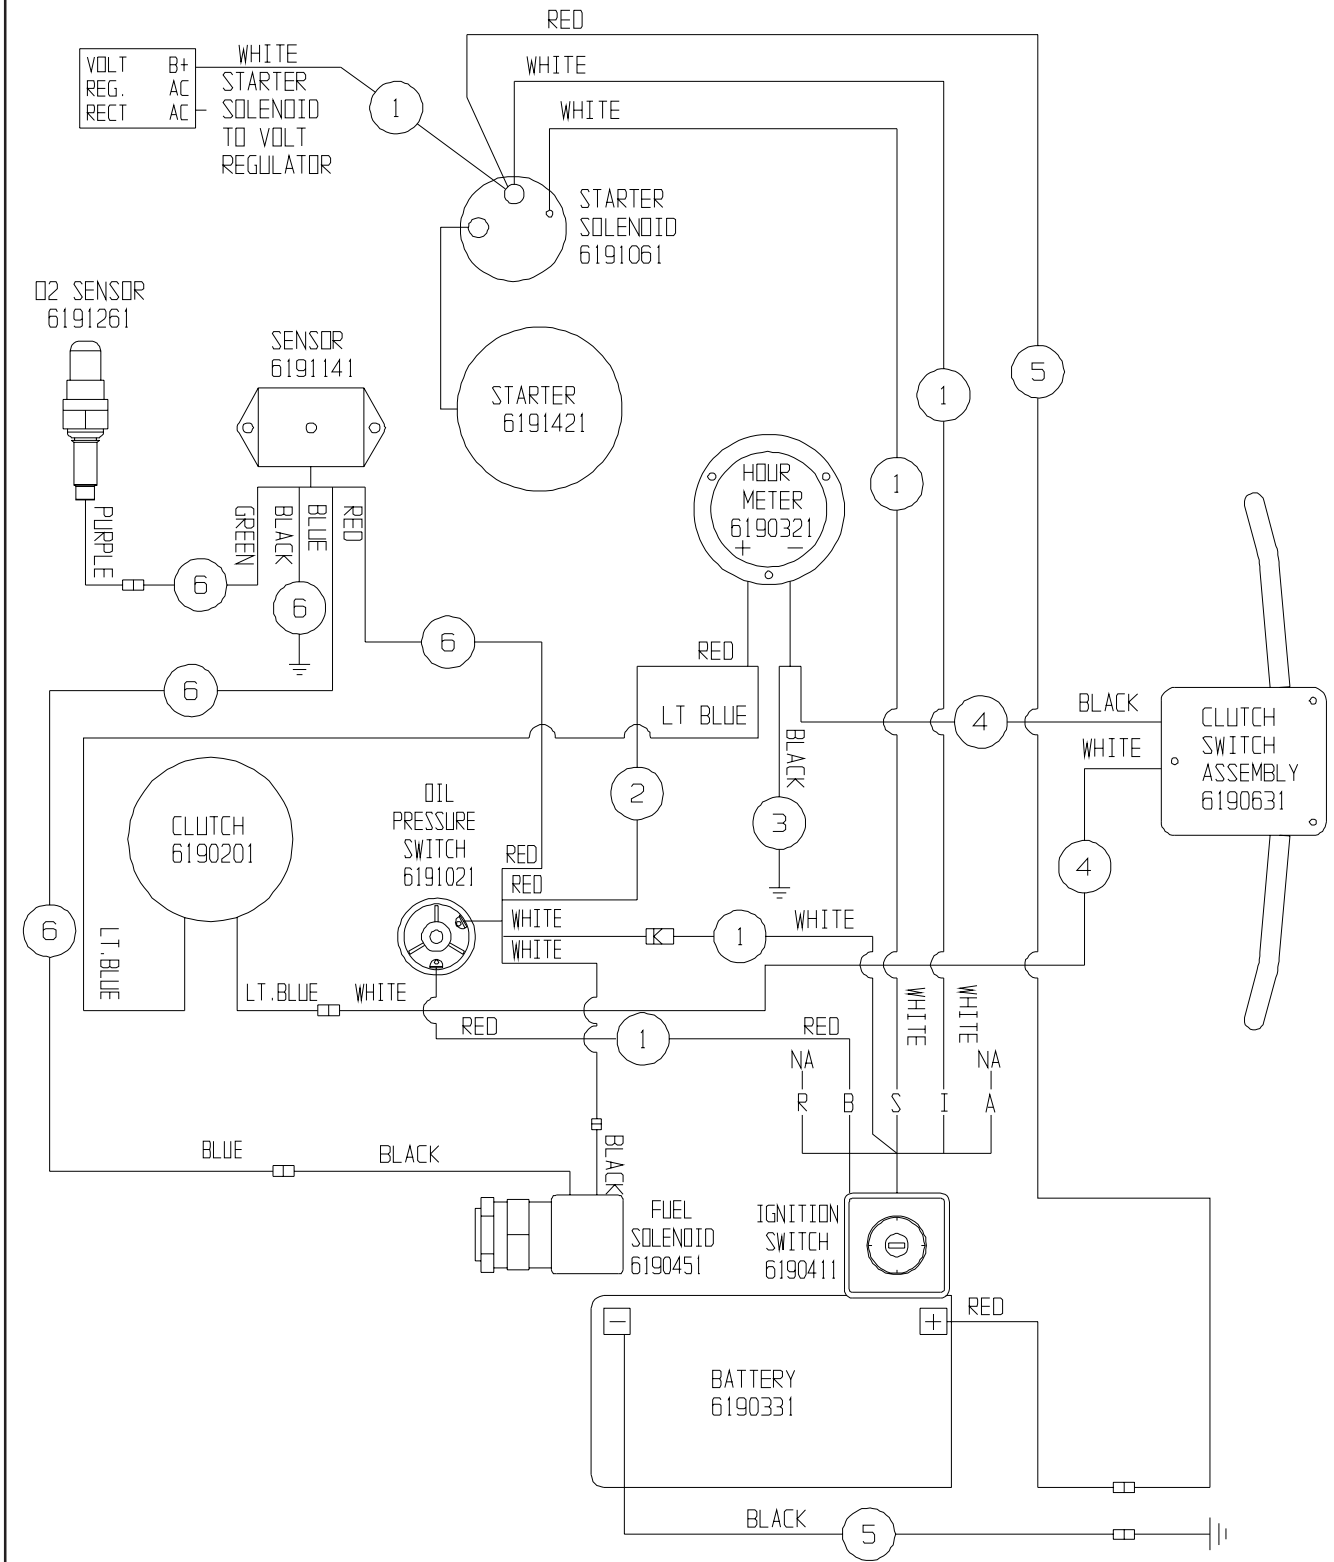 RED
WHITE
WHITE
WHITE
VOLT B+
REG. AC
RECT AC
STARTER
SOLENOID
TO VOLT
REGULATOR
1
STARTER
SOLENOID
6191061
O2 SENSOR
6191261
SENSOR
6191141
STARTER
6191421
5
1
1
HOUR
METER
6190321
+ −
PURPLE
GREEN
BLACK
BLUE
RED
6
6
6
6
RED
LT BLUE
BLACK
4
BLACK
WHITE
CLUTCH
SWITCH
ASSEMBLY
6190631
2
3
4
CLUTCH
6190201
OIL
PRESSURE
SWITCH
6191021
RED
RED
WHITE
WHITE
K
1
WHITE
6
LT.BLUE
LT.BLUE
WHITE
RED
1
RED
WHITE
WHITE
NA
NA
R B S I A
BLUE
BLACK
BLACK
FUEL
SOLENOID
6190451
IGNITION
SWITCH
6190411
− +
RED
BATTERY
6190331
BLACK
5